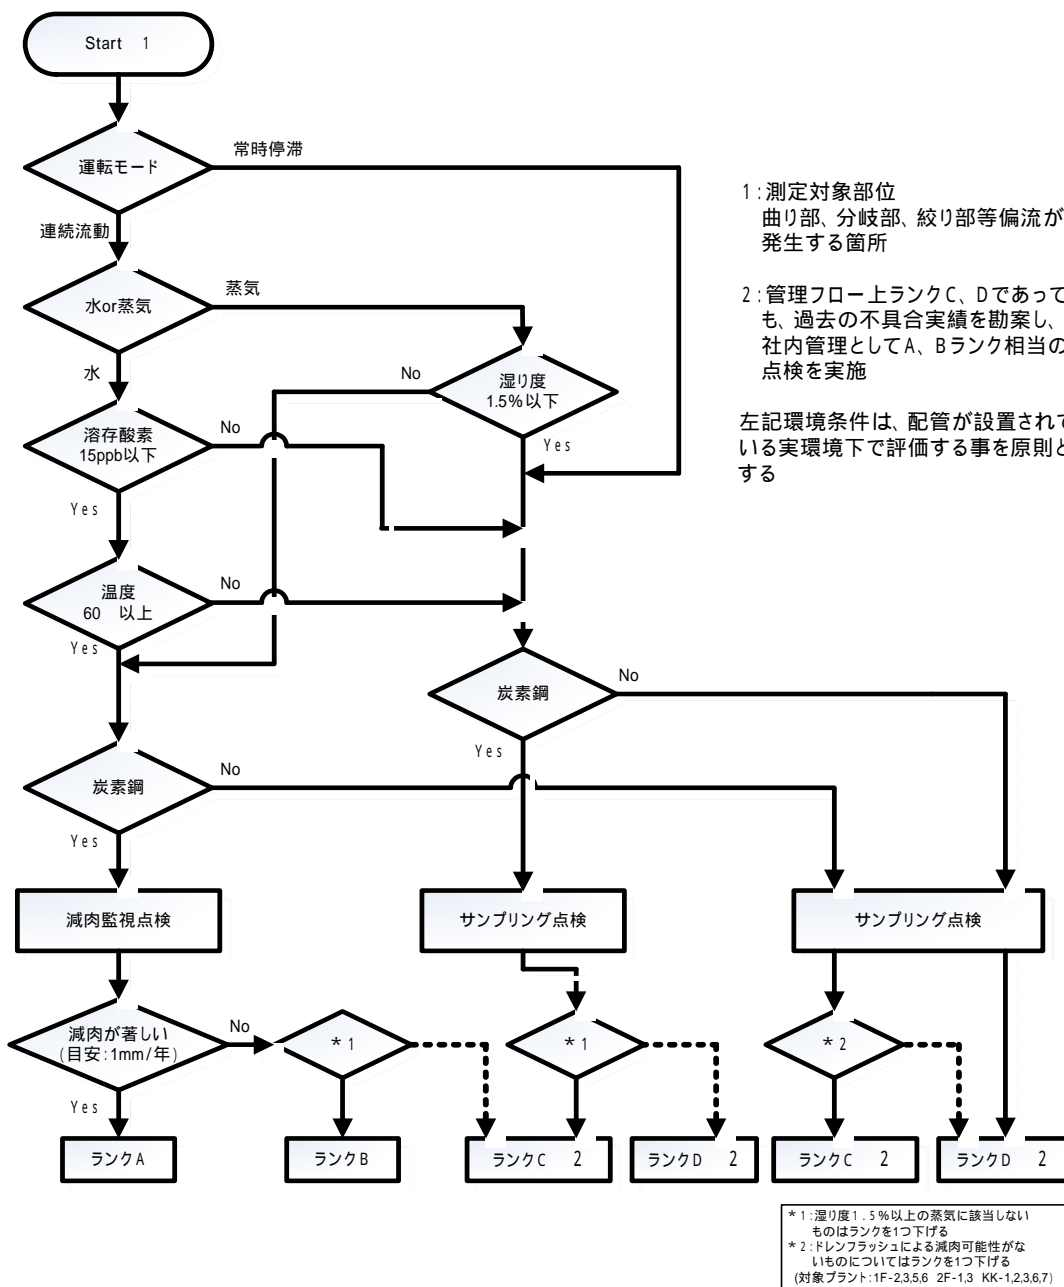 Start 1
運転モード
常時停滞
連続流動
水or蒸気
蒸気
水
湿り度
1.5%以下
No
Yes
溶存酸素
15ppb以下
No
Yes
温度
60 以上
No
Yes
炭素鋼
No
Yes
炭素鋼
No
Yes
減肉監視点検
サンプリング点検
サンプリング点検
減肉が著しい
(目安:1mm/年)
No
Yes
*1
*1
*2
ランクA
ランクB
ランクC 2
ランクD 2
ランクC 2
ランクD 2
1:測定対象部位
曲り部、分岐部、絞り部等偏流が
発生する箇所
2:管理フロー上ランクC、Dであって
も、過去の不具合実績を勘案し、
社内管理としてA、Bランク相当の
点検を実施
左記環境条件は、配管が設置されて
いる実環境下で評価する事を原則と
する
*1:湿り度1.5%以上の蒸気に該当しない
ものはランクを1つ下げる
*2:ドレンフラッシュによる減肉可能性がな
いものについてはランクを1つ下げる
(対象プラント:1F-2,3,5,6 2F-1,3 KK-1,2,3,6,7)